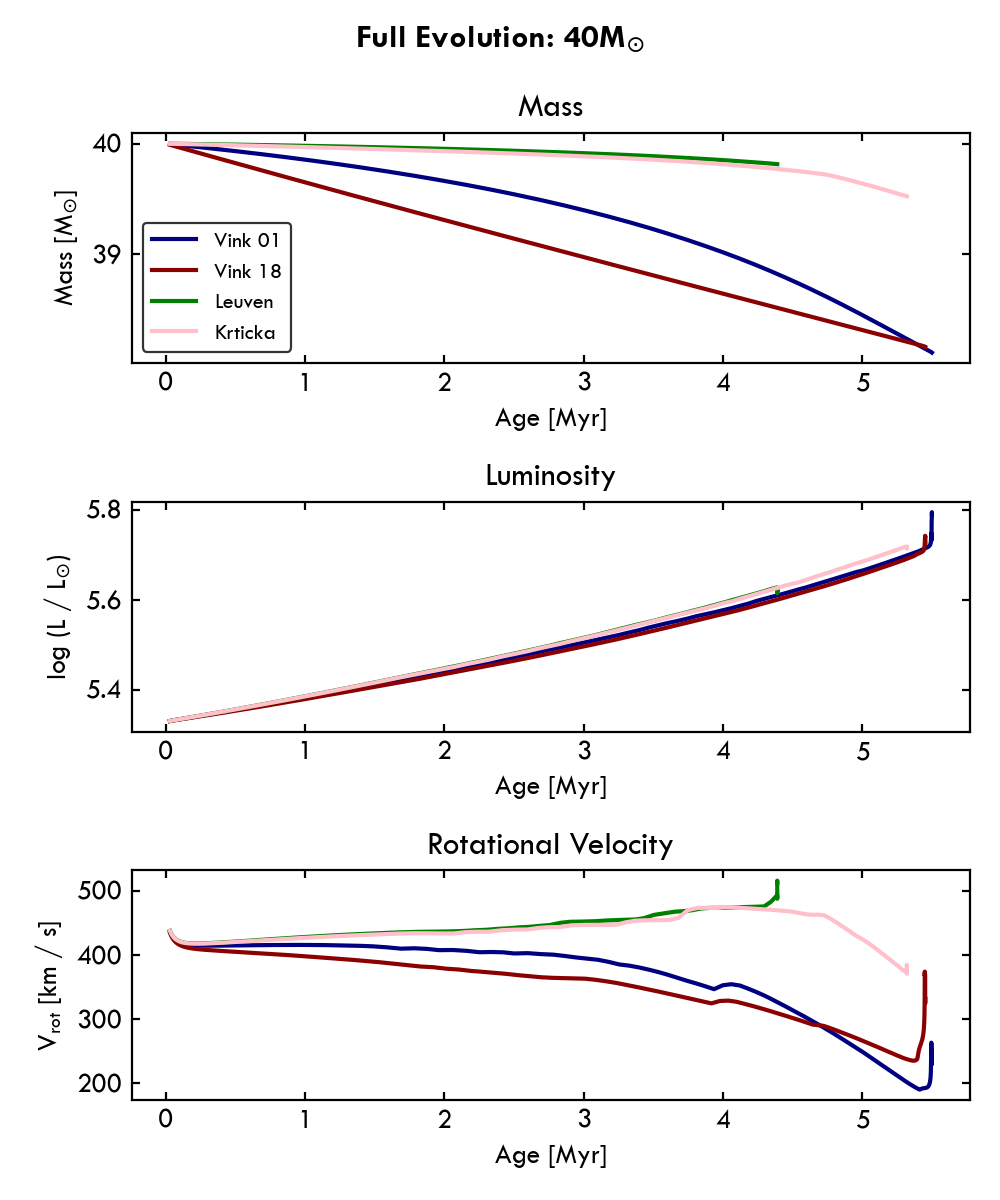 Full Evolution: 40M⊙
Mass
40
39
Mass [M⊙]
Vink 01
Vink 18
Leuven
Krticka
0 1 2 3 4 5
Age [Myr]
Luminosity
5.8
5.6
5.4
log (L / L⊙)
0 1 2 3 4 5
Age [Myr]
Rotational Velocity
500
400
300
200
Vrot [km / s]
0 1 2 3 4 5
Age [Myr]